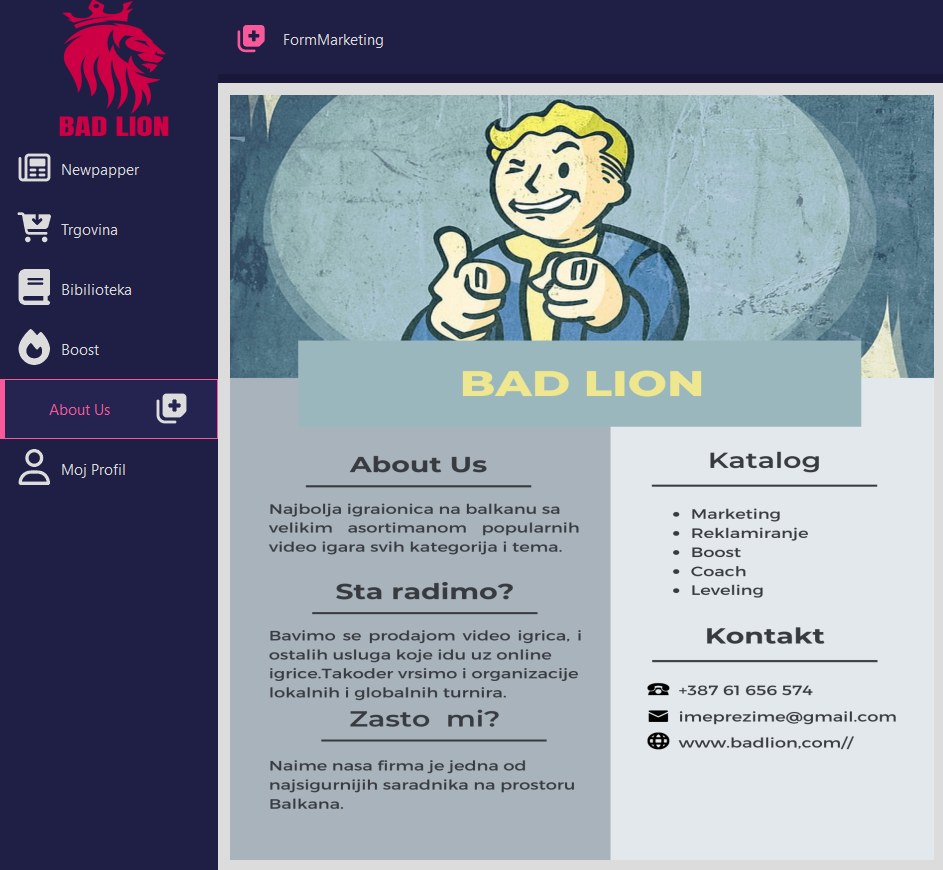 BAD LION
FormMarketing
Newpapper
Trgovina
Bibilioteka
Boost
About Us
Moj Profil
BAD LION
About Us
Najbolja igraionica na balkanu sa
velikim asortimanom popularnih
video igara svih kategorija i tema.
Sta radimo?
Bavimo se prodajom video igrica, i
ostalih usluga koje idu uz online
igrice.Takoder vrsimo i organizacije
lokalnih i globalnih turnira.
Zasto mi?
Naime nasa firma je jedna od
najsigurnijih saradnika na prostoru
Balkana.
Katalog
• Marketing
• Reklamiranje
• Boost
• Coach
• Leveling
Kontakt
+387 61 656 574
imeprezime@gmail.com
www.badlion,com//